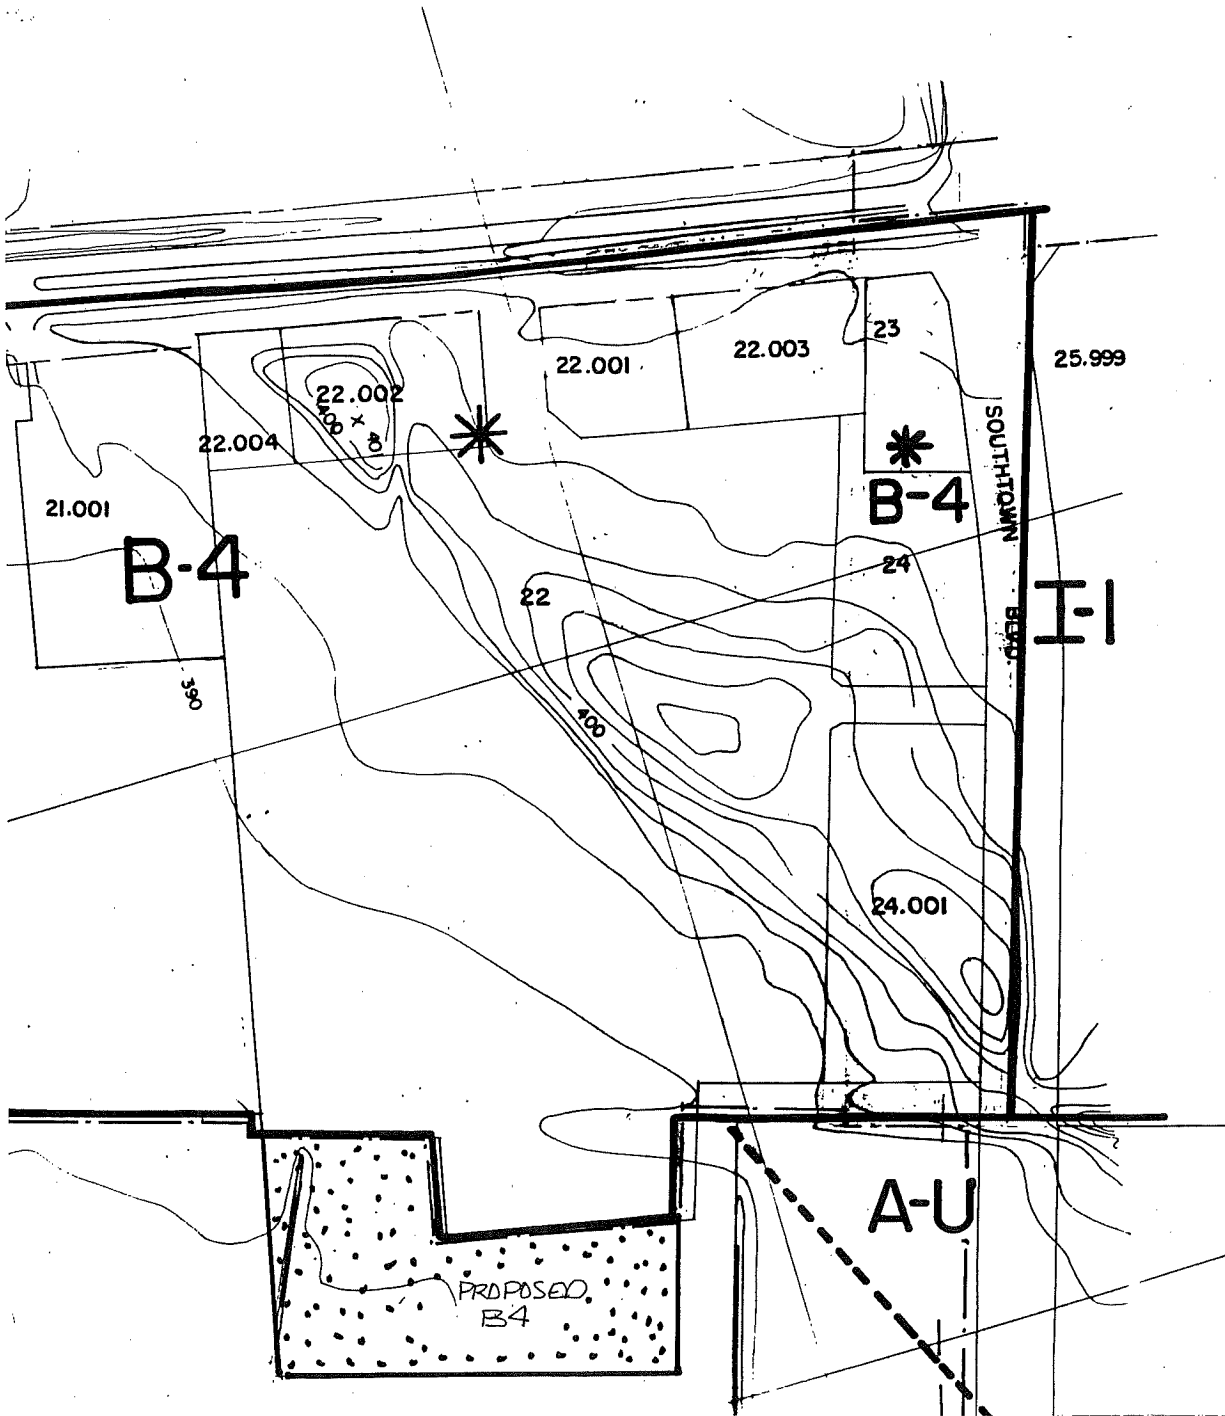 23
22.001
22.003
25.999
22.002
400
X
40
22.004
SOUTHTOWN BLVD.
21.001
B-4
B-4
24
22
I-1
390
400
24.001
A-U
PROPOSED
B4